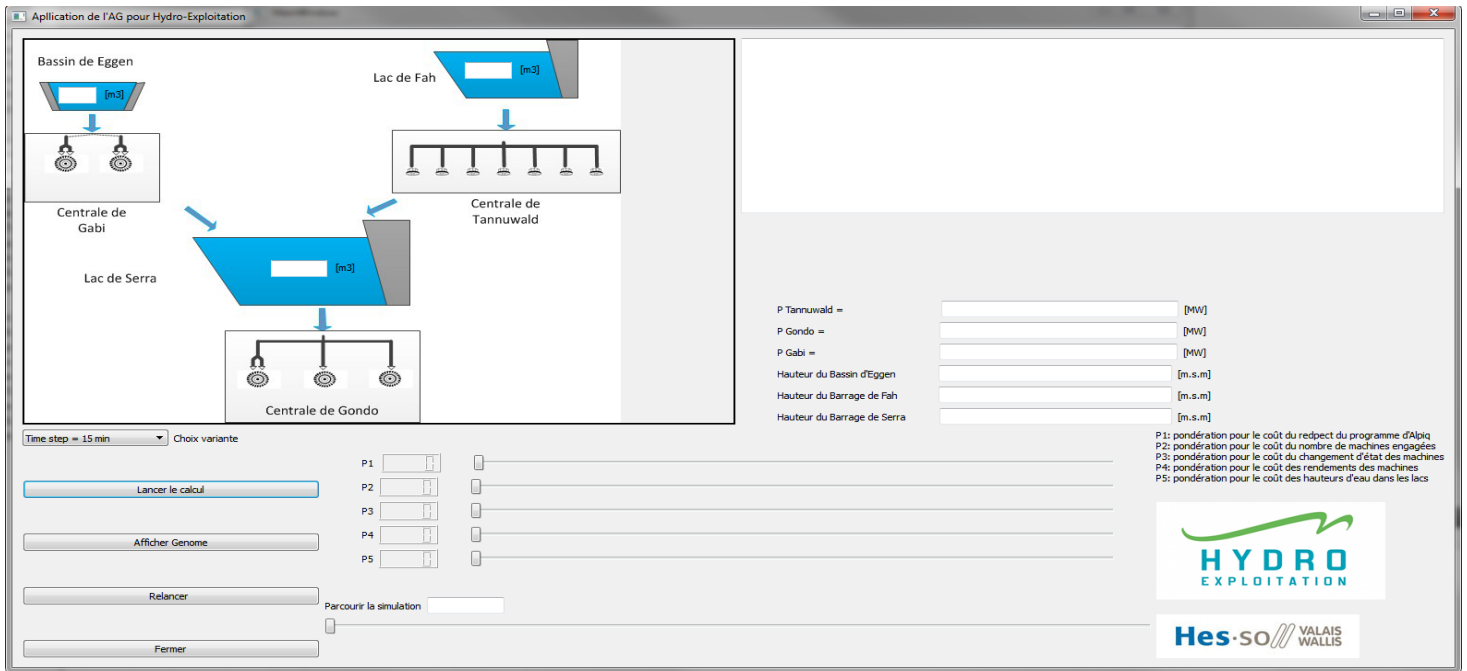 Apllication de l'AG pour Hydro-Exploitation
Bassin de Eggen
[m3]
Lac de Fah
[m3]
Centrale de
Gabi
Centrale de
Tannuwald
Lac de Serra
[m3]
Centrale de Gondo
P Tannuwald =
[MW]
P Gondo =
[MW]
P Gabi =
[MW]
Hauteur du Bassin d'Eggen
[m.s.m]
Hauteur du Barrage de Fah
[m.s.m]
Hauteur du Barrage de Serra
[m.s.m]
Time step = 15 min
Choix variante
P1: pondération pour le coût du redpect du programme d'Alpiq
P2: pondération pour le coût du nombre de machines engagées
P3: pondération pour le coût du changement d'état des machines
P4: pondération pour le coût des rendements des machines
P5: pondération pour le coût des hauteurs d'eau dans les lacs
Lancer le calcul
Afficher Genome
Relancer
Fermer
P1 0
P2 0
P3 0
P4 0
P5 0
Parcourir la simulation
HYDRO
EXPLOITATION
Hes·so VALAIS
WALLIS